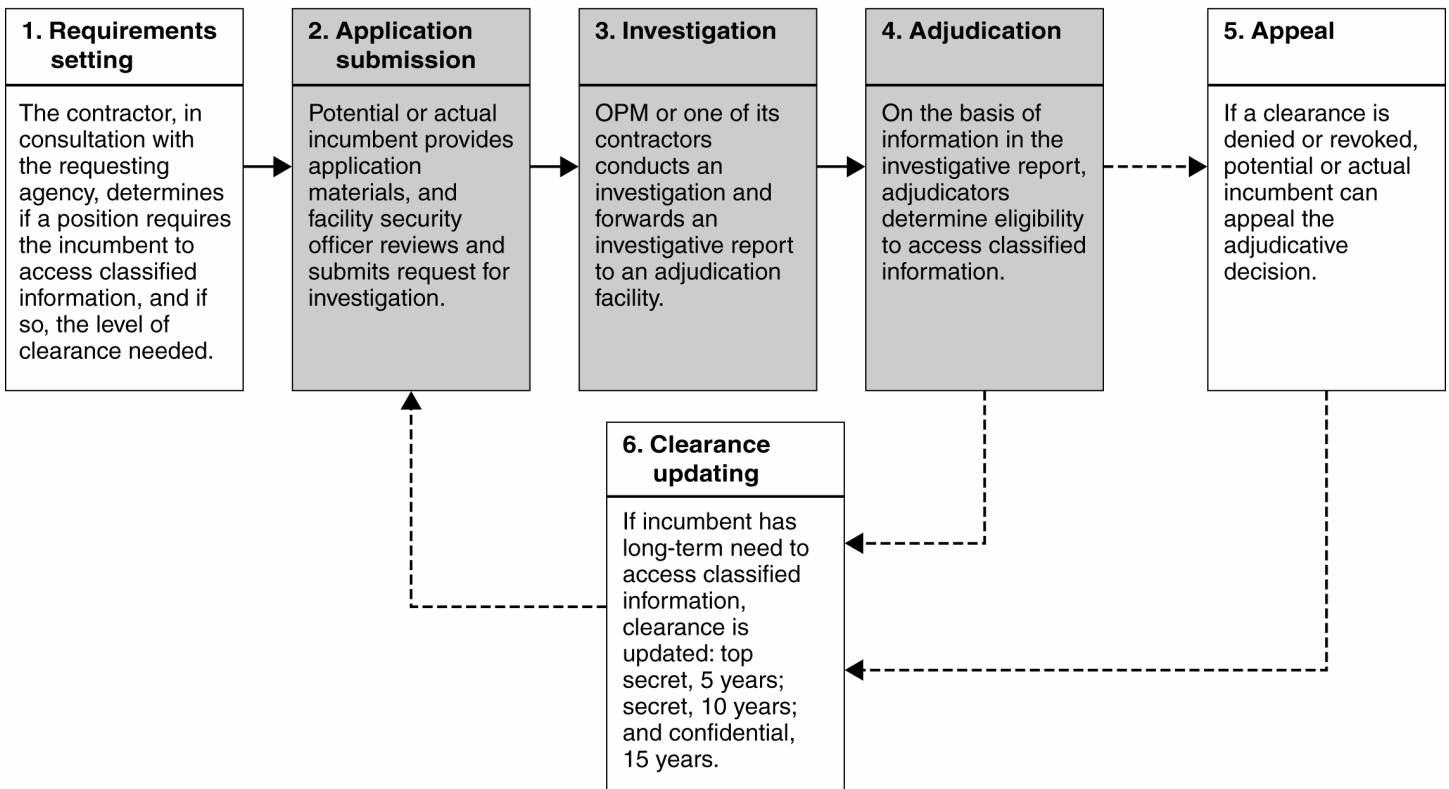 1. Requirements
setting
The contractor, in
consultation with
the requesting
agency, determines
if a position requires
the incumbent to
access classified
information, and if
so, the level of
clearance needed.
2. Application
submission
Potential or actual
incumbent provides
application
materials, and
facility security
officer reviews and
submits request for
investigation.
3. Investigation
OPM or one of its
contractors
conducts an
investigation and
forwards an
investigative report
to an adjudication
facility.
4. Adjudication
On the basis of
information in the
investigative report,
adjudicators
determine eligibility
to access classified
information.
5. Appeal
If a clearance is
denied or revoked,
potential or actual
incumbent can
appeal the
adjudicative
decision.
6. Clearance
updating
If incumbent has
long-term need to
access classified
information,
clearance is
updated: top
secret, 5 years;
secret, 10 years;
and confidential,
15 years.